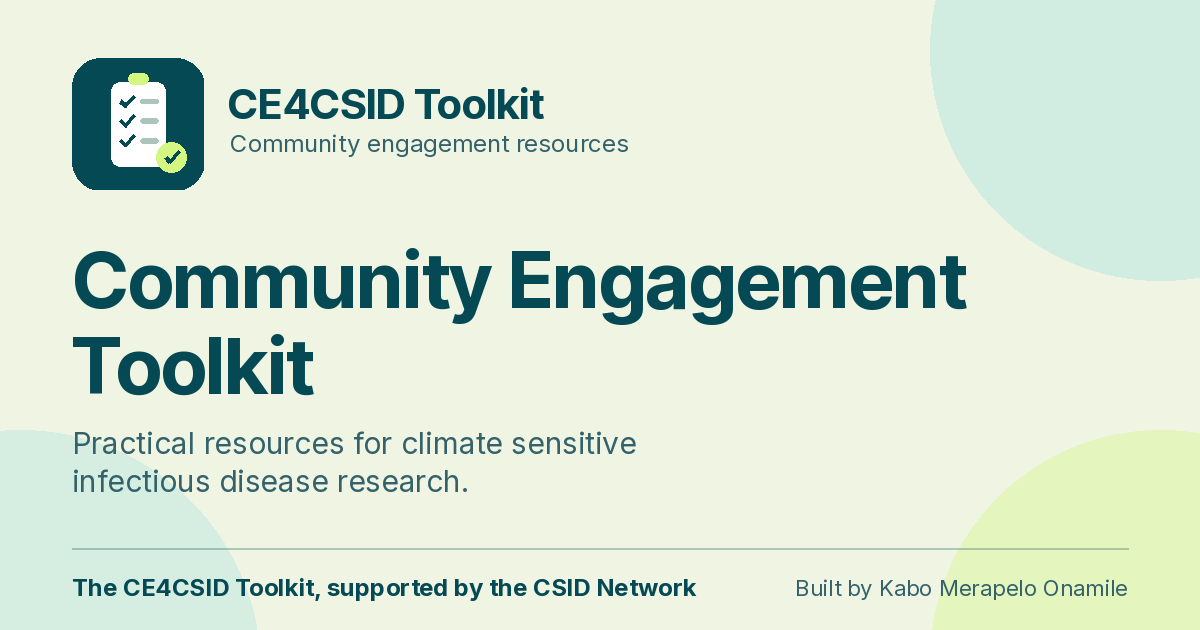 CE4CSID Toolkit
Community engagement resources
Community Engagement
Toolkit
Practical resources for climate sensitive
infectious disease research.
The CE4CSID Toolkit, supported by the CSID Network
Built by Kabo Merapelo Onamile